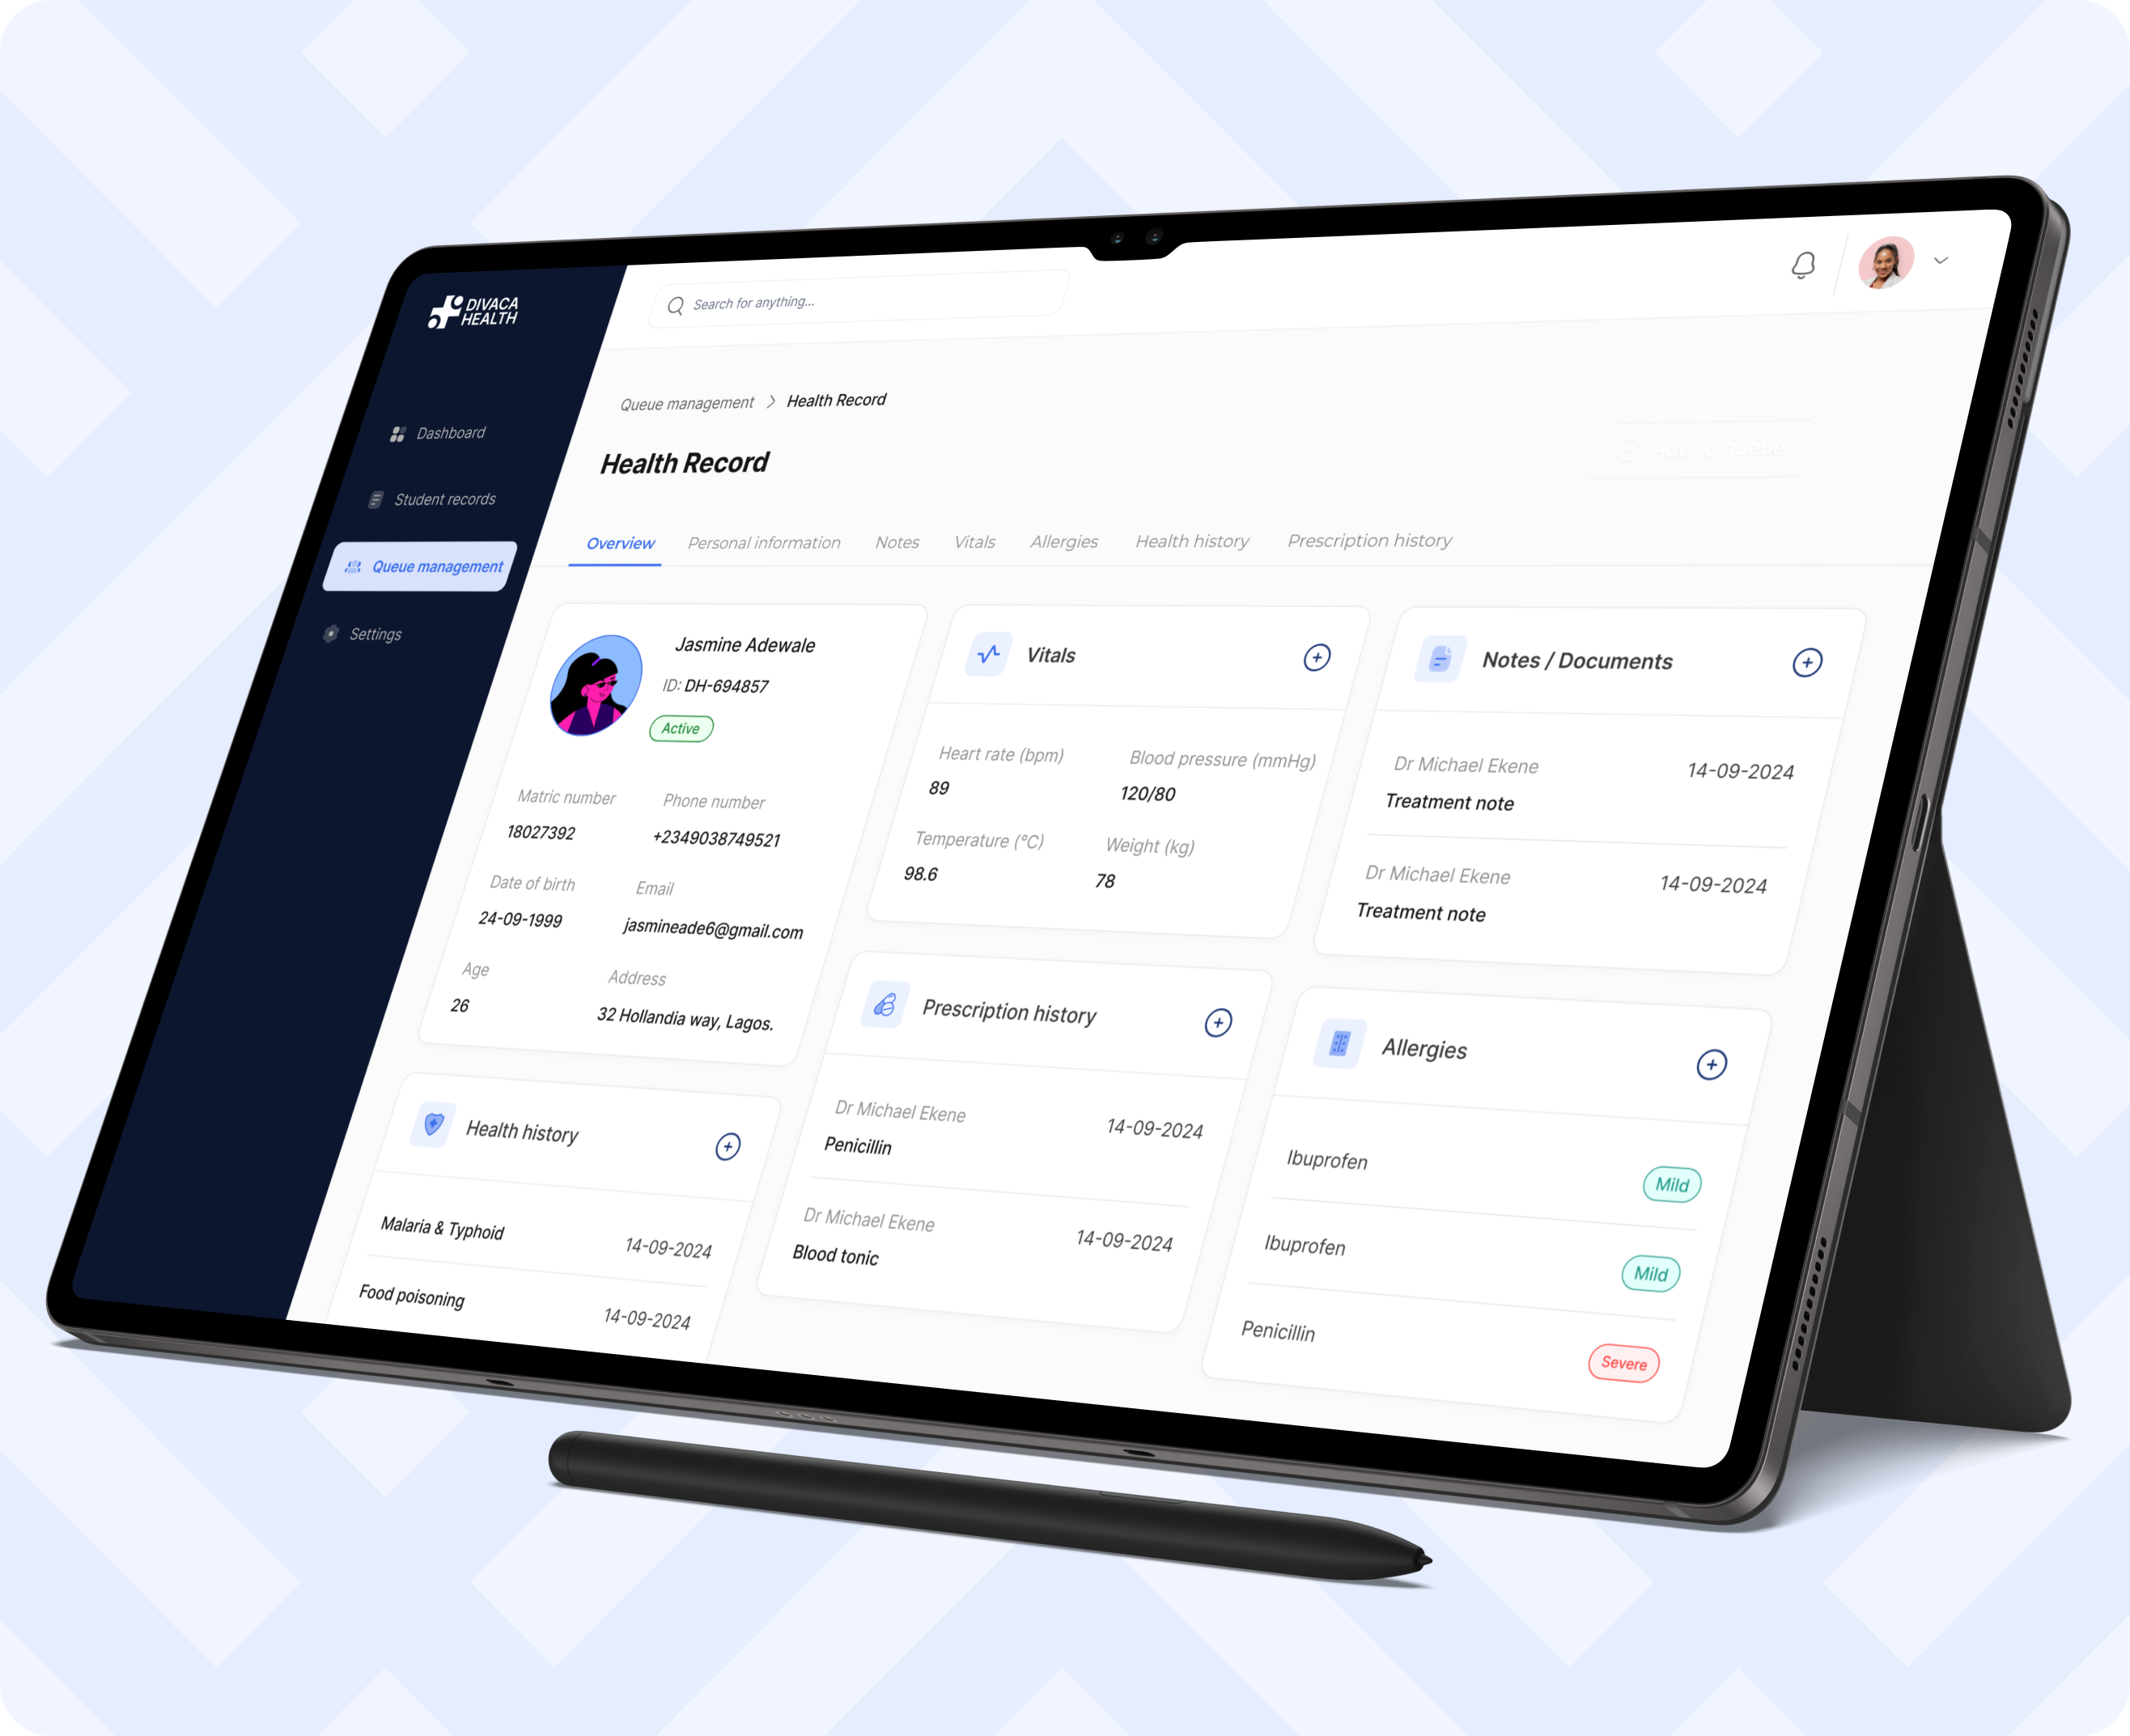 DIVACA
HEALTH
Search for anything...
Dashboard
Student records
Queue management
Settings
Queue management > Health Record
Health Record
Add to queue
Overview
Personal information
Notes
Vitals
Allergies
Health history
Prescription history
Jasmine Adewale
ID: DH-694857
Active
Matric number
18027392
Phone number
+2349038749521
Date of birth
24-09-1999
Email
jasmineade6@gmail.com
Age
26
Address
32 Hollandia way, Lagos.
Vitals
Heart rate (bpm)
89
Blood pressure (mmHg)
120/80
Temperature (°C)
98.6
Weight (kg)
78
Notes / Documents
Dr Michael Ekene
14-09-2024
Treatment note
Dr Michael Ekene
14-09-2024
Treatment note
Health history
Malaria & Typhoid
14-09-2024
Food poisoning
14-09-2024
Prescription history
Dr Michael Ekene
14-09-2024
Penicillin
Dr Michael Ekene
14-09-2024
Blood tonic
Allergies
Ibuprofen
Mild
Ibuprofen
Mild
Penicillin
Severe